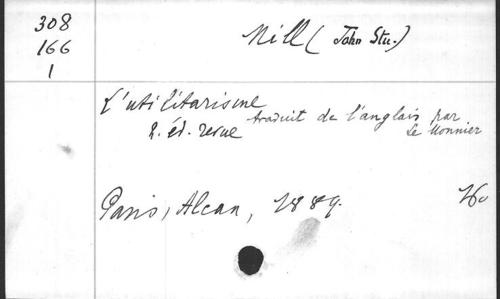 308
166
1
Mill (John Stu.)
L'utilitarisme
2. éd. revue traduit de l'anglais par
Le Monnier
Paris, Alcan, 1889.